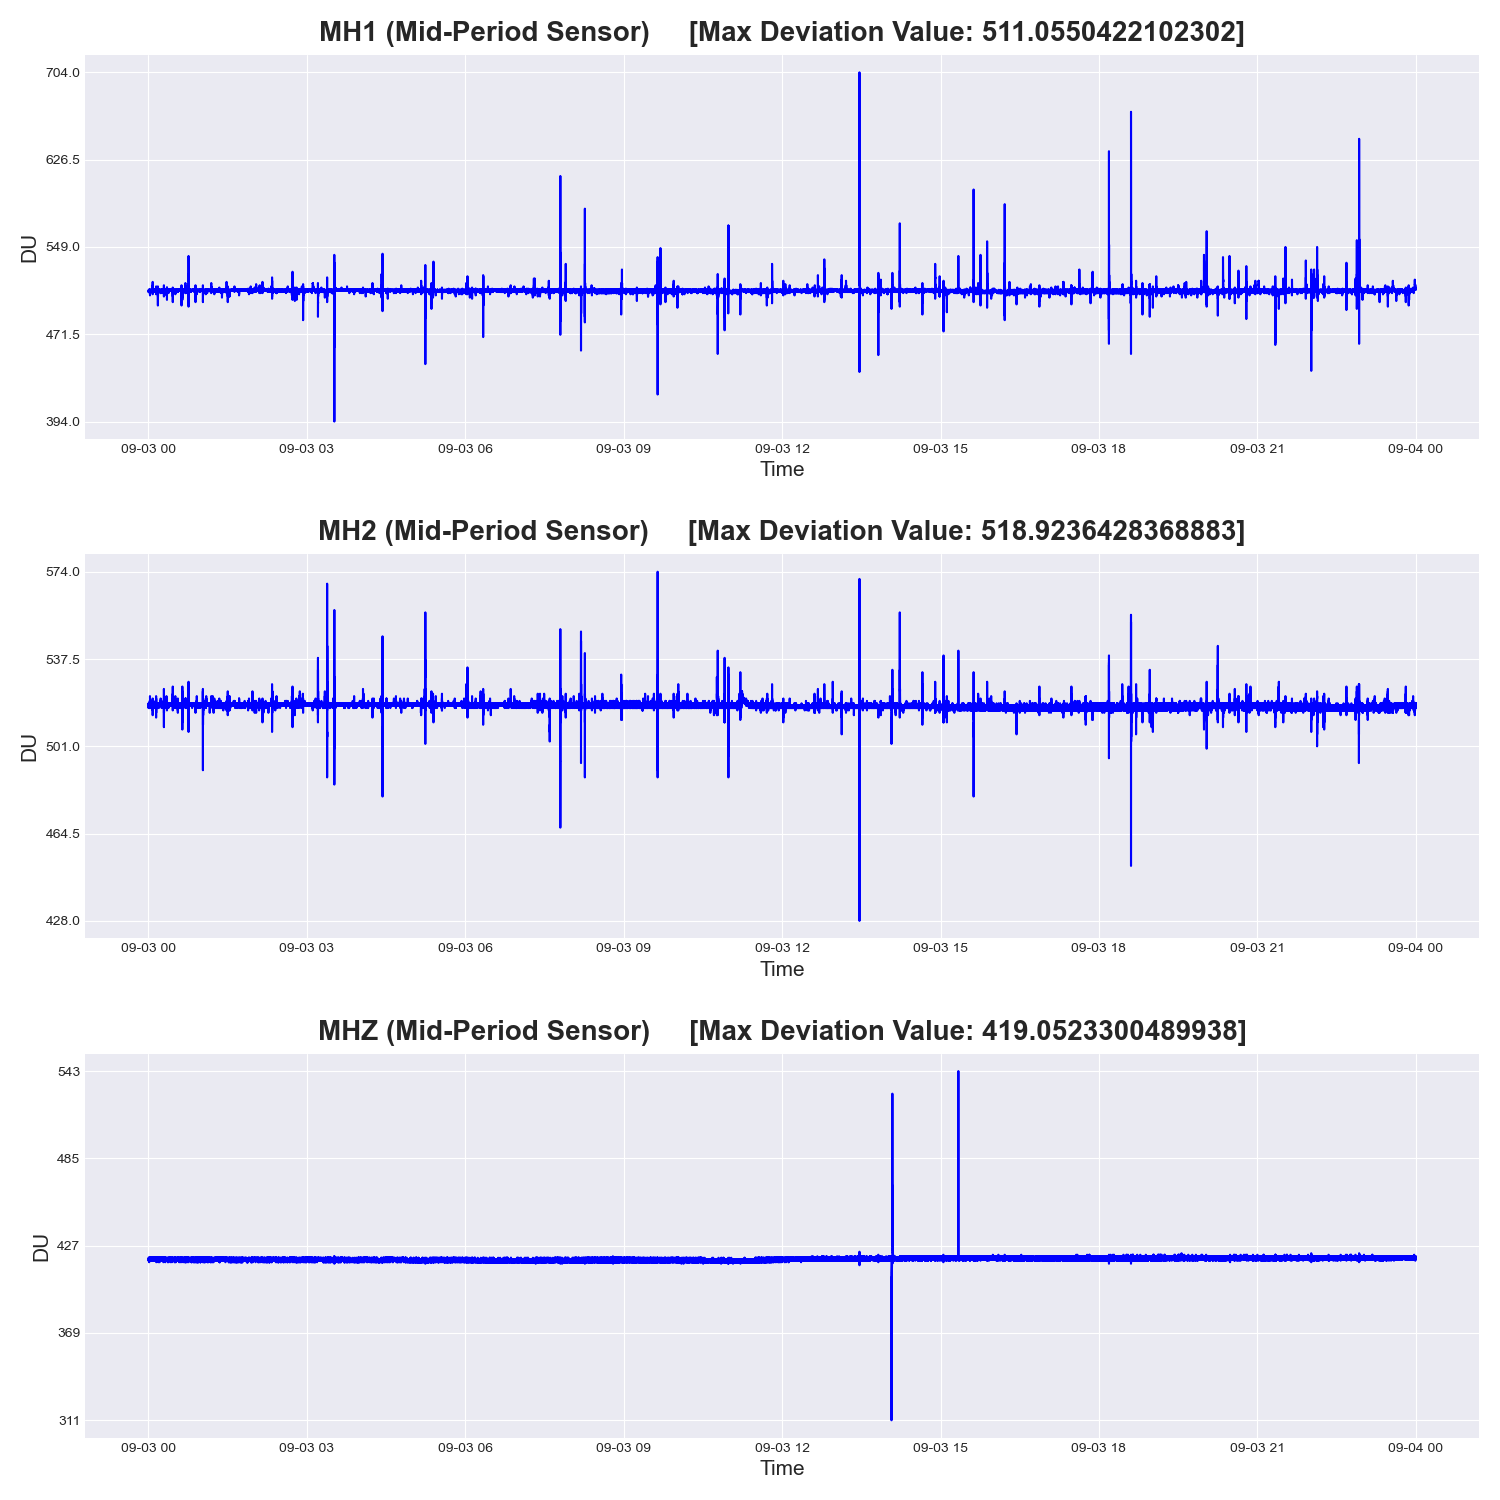 MH1 (Mid-Period Sensor) [Max Deviation Value: 511.0550422102302]
704.0
626.5
549.0
471.5
394.0
DU
09-03 00 09-03 03 09-03 06 09-03 09 09-03 12 09-03 15 09-03 18 09-03 21 09-04 00
Time
MH2 (Mid-Period Sensor) [Max Deviation Value: 518.9236428368883]
574.0
537.5
501.0
464.5
428.0
DU
09-03 00 09-03 03 09-03 06 09-03 09 09-03 12 09-03 15 09-03 18 09-03 21 09-04 00
Time
MHZ (Mid-Period Sensor) [Max Deviation Value: 419.0523300489938]
543
485
427
369
311
DU
09-03 00 09-03 03 09-03 06 09-03 09 09-03 12 09-03 15 09-03 18 09-03 21 09-04 00
Time